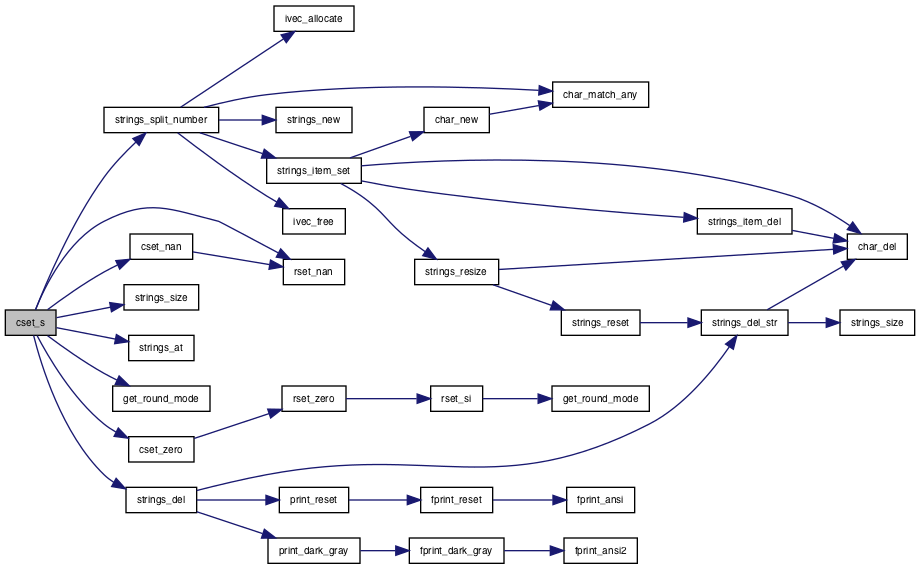 ivec_allocate
char_match_any
strings_split_number
strings_new
char_new
strings_item_set
ivec_free
strings_item_del
cset_nan
char_del
rset_nan
strings_resize
strings_size
cset_s
strings_reset
strings_del_str
strings_size
strings_at
get_round_mode
rset_zero
rset_si
get_round_mode
cset_zero
strings_del
print_reset
fprint_reset
fprint_ansi
print_dark_gray
fprint_dark_gray
fprint_ansi2